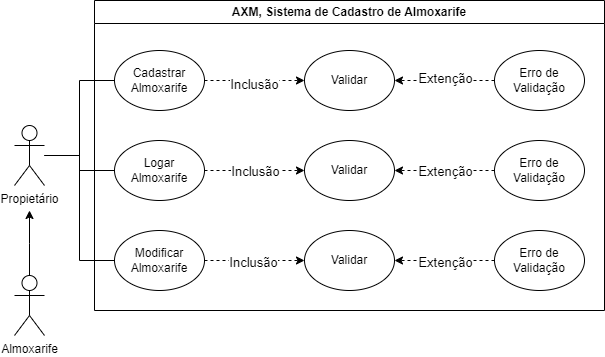 AXM, Sistema de Cadastro de Almoxarife
Cadastrar
Almoxarife
Inclusão
Validar
Extenção
Erro de
Validação
Logar
Almoxarife
Inclusão
Validar
Extenção
Erro de
Validação
Propietário
Modificar
Almoxarife
Inclusão
Validar
Extenção
Erro de
Validação
Almoxarife